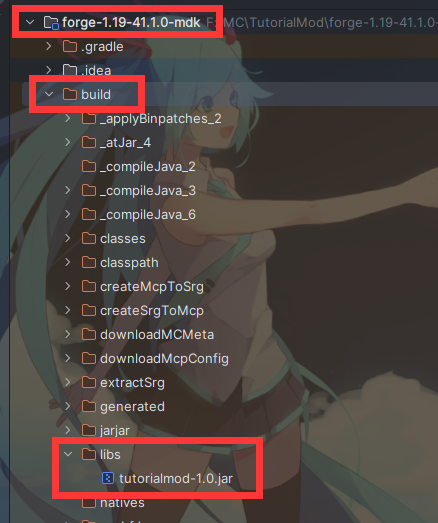 forge-1.19-41.1.0-mdk F:\MC\TutorialMod\forge-1.19-41.1.0-
.gradle
.idea
build
_applyBinpatches_2
_atJar_4
_compileJava_2
_compileJava_3
_compileJava_6
classes
classpath
createMcpToSrg
createSrgToMcp
downloadMCMeta
downloadMcpConfig
extractSrg
generated
jarjar
libs
tutorialmod-1.0.jar
natives